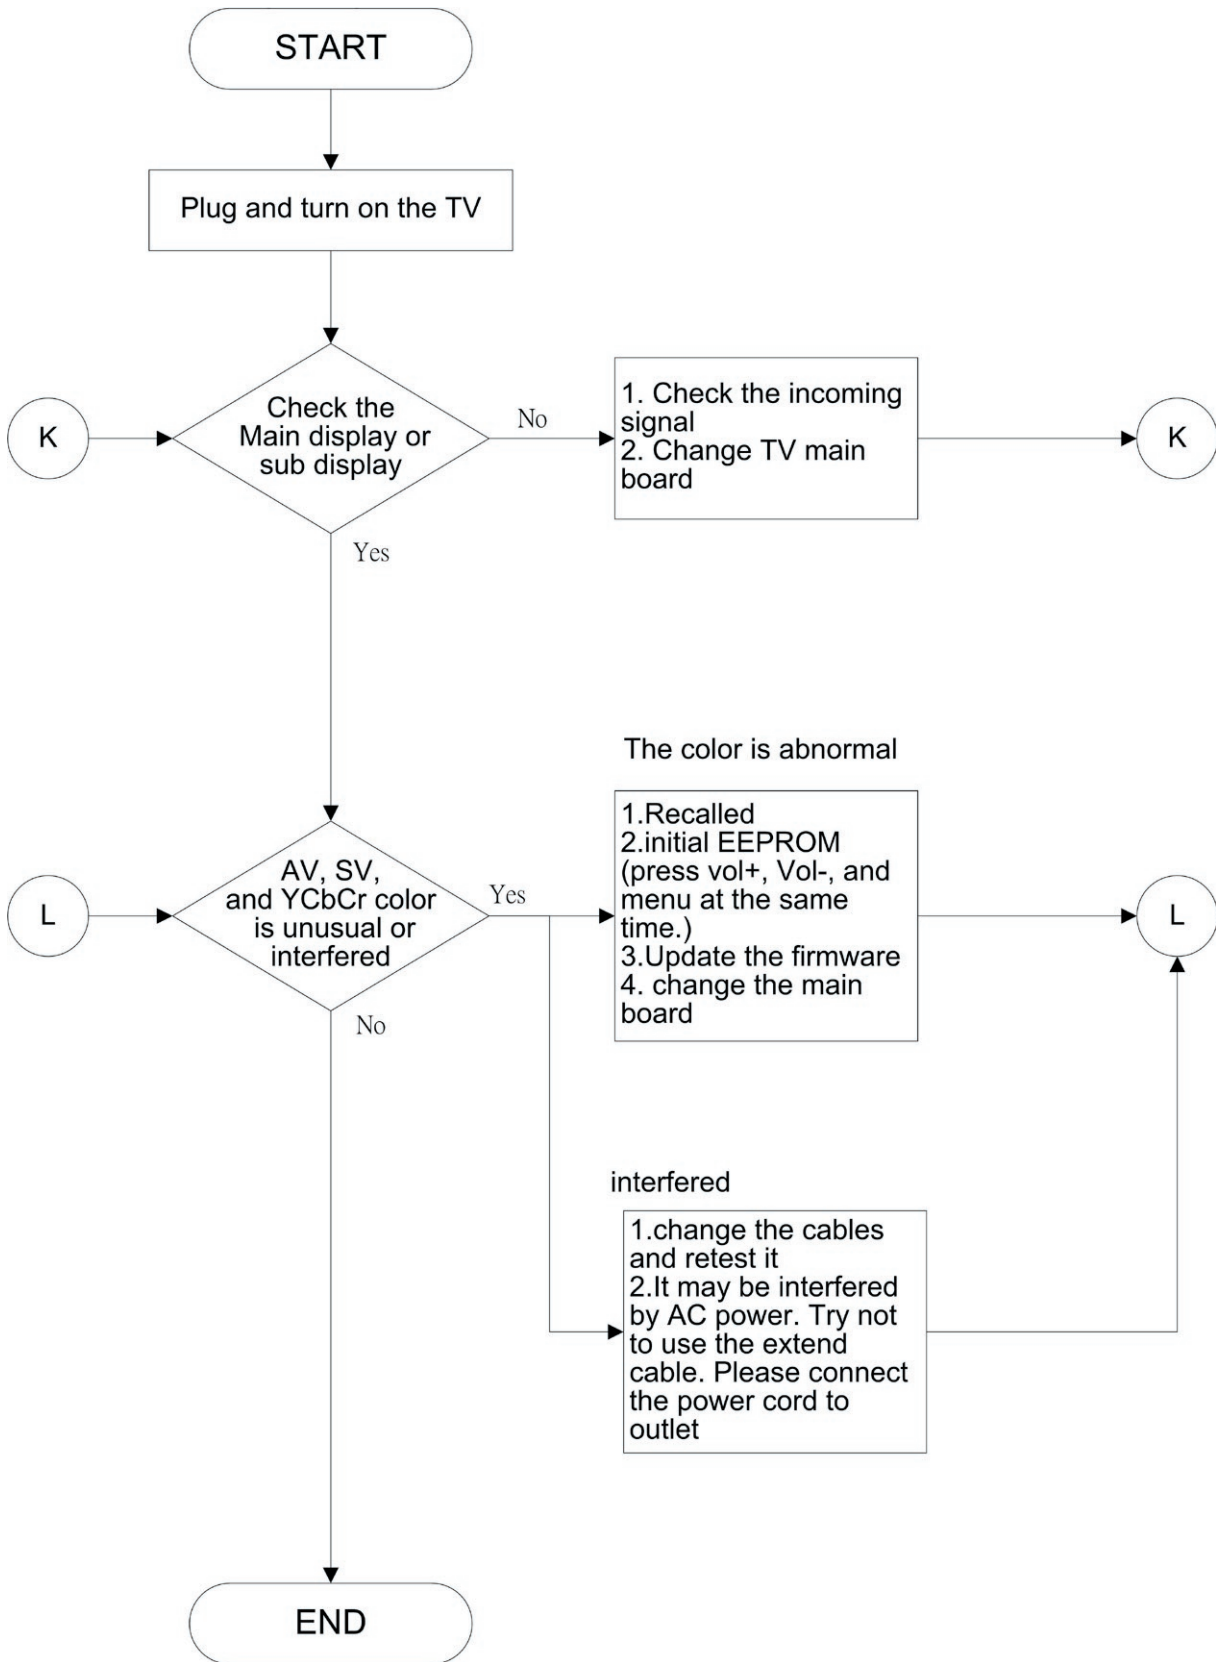 START
Plug and turn on the TV
K
Check the
Main display or
sub display
No
1. Check the incoming
signal
2. Change TV main
board
K
Yes
The color is abnormal
L
AV, SV,
and YCbCr color
is unusual or
interfered
Yes
1.Recalled
2.initial EEPROM
(press vol+, Vol-, and
menu at the same
time.)
3.Update the firmware
4. change the main
board
L
No
interfered
1.change the cables
and retest it
2.It may be interfered
by AC power. Try not
to use the extend
cable. Please connect
the power cord to
outlet
END